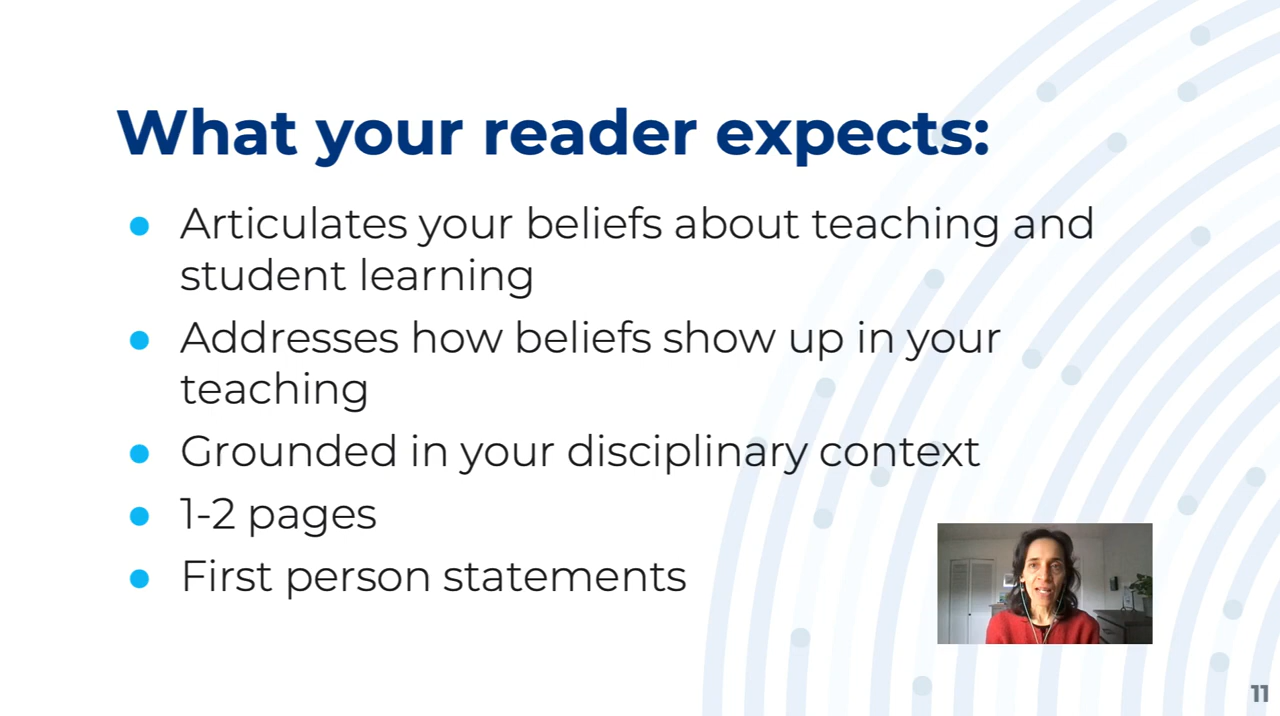 What your reader expects:
Articulates your beliefs about teaching and
student learning
Addresses how beliefs show up in your
teaching
Grounded in your disciplinary context
1-2 pages
First person statements
11